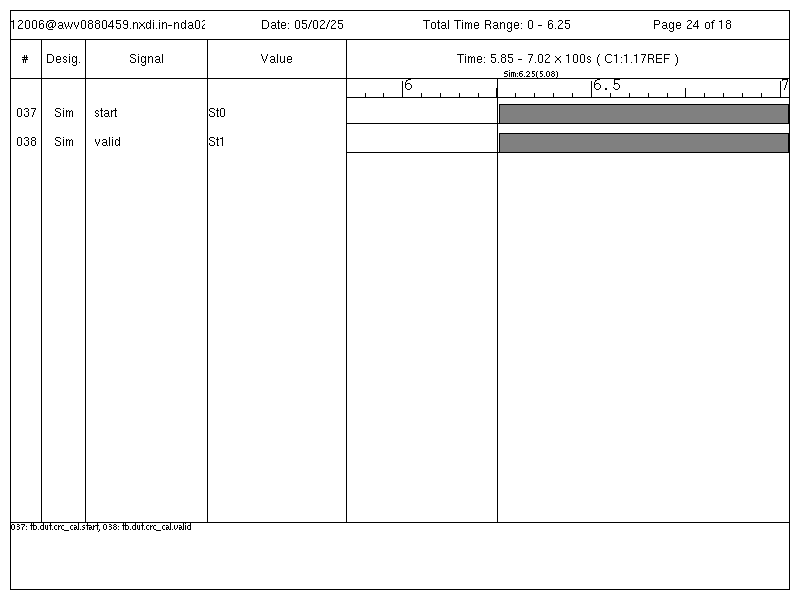 12006@awv0880459.nxdi.in-nda02 Date: 05/02/25 Total Time Range: 0 - 6.25 Page 24 of 18
# Desig. Signal Value Time: 5.85 - 7.02 x 100s ( C1:1.17REF )
Sim:6.25(5.08)
6 6.5 7
037 Sim start St0
038 Sim valid St1
037: tb.dut.crc_cal.start, 038: tb.dut.crc_cal.valid